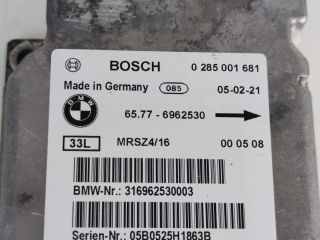 BOSCH 0 285 001 681
Made in Germany 085 05-02-21
BMW 65.77 - 6962530
33L MRSZ4/16 00 05 08
BMW-Nr.:316962530003
Serien-Nr.:05B0525H1863B